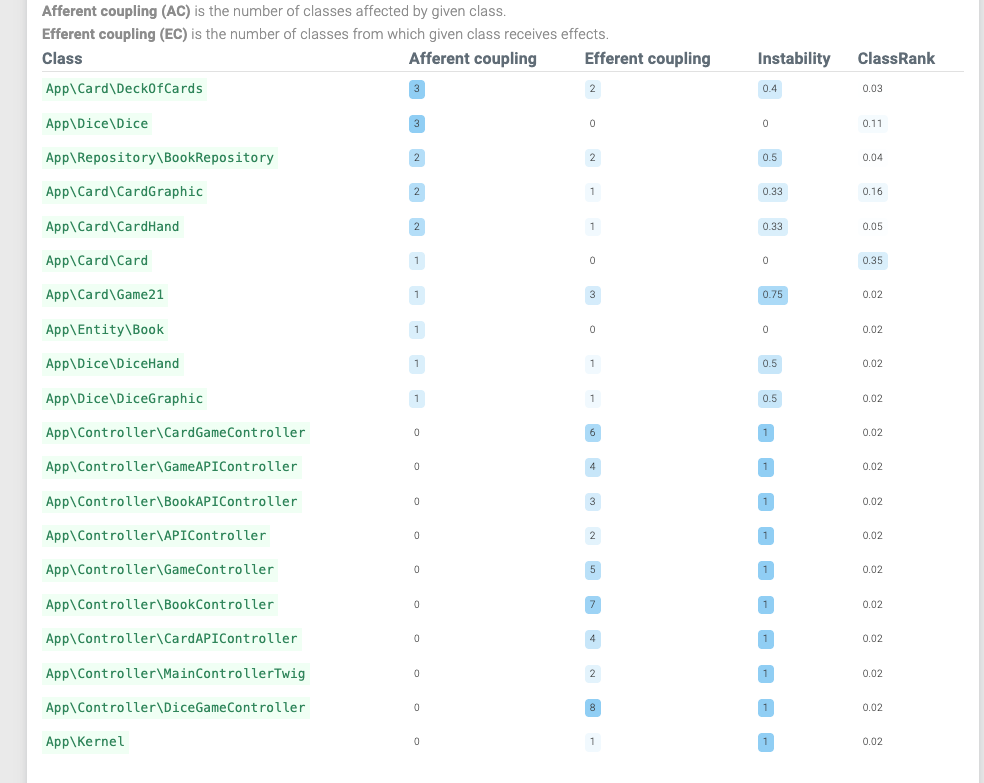 Afferent coupling (AC) is the number of classes affected by given class.
Efferent coupling (EC) is the number of classes from which given class receives effects.
Class Afferent coupling Efferent coupling Instability ClassRank
App\Card\DeckOfCards 3 2 0.4 0.03
App\Dice\Dice 3 0 0 0.11
App\Repository\BookRepository 2 2 0.5 0.04
App\Card\CardGraphic 2 1 0.33 0.16
App\Card\CardHand 2 1 0.33 0.05
App\Card\Card 1 0 0 0.35
App\Card\Game21 1 3 0.75 0.02
App\Entity\Book 1 0 0 0.02
App\Dice\DiceHand 1 1 0.5 0.02
App\Dice\DiceGraphic 1 1 0.5 0.02
App\Controller\CardGameController 0 6 1 0.02
App\Controller\GameAPIController 0 4 1 0.02
App\Controller\BookAPIController 0 3 1 0.02
App\Controller\APIController 0 2 1 0.02
App\Controller\GameController 0 5 1 0.02
App\Controller\BookController 0 7 1 0.02
App\Controller\CardAPIController 0 4 1 0.02
App\Controller\MainControllerTwig 0 2 1 0.02
App\Controller\DiceGameController 0 8 1 0.02
App\Kernel 0 1 1 0.02